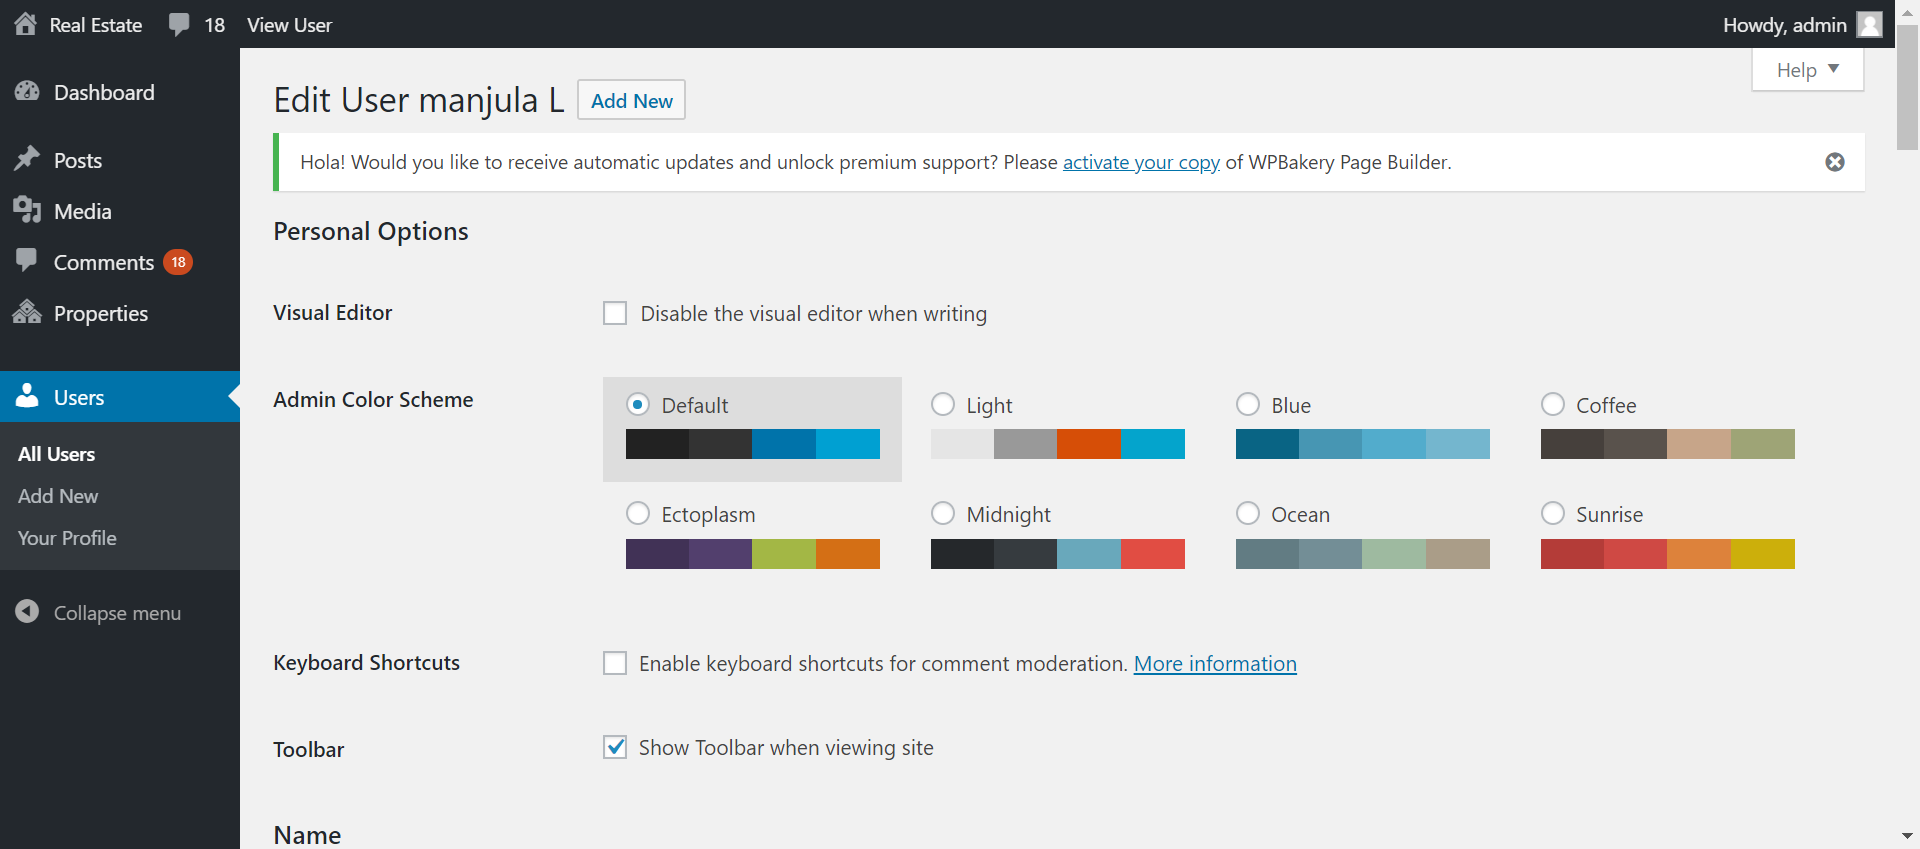 Real Estate 18 View User Howdy, admin
Help
Dashboard
Posts
Media
Comments 18
Properties
Users
All Users
Add New
Your Profile
Collapse menu
Edit User manjula L Add New
Hola! Would you like to receive automatic updates and unlock premium support? Please activate your copy of WPBakery Page Builder.
Personal Options
Visual Editor Disable the visual editor when writing
Admin Color Scheme
Default Light Blue Coffee
Ectoplasm Midnight Ocean Sunrise
Keyboard Shortcuts Enable keyboard shortcuts for comment moderation. More information
Toolbar Show Toolbar when viewing site
Name